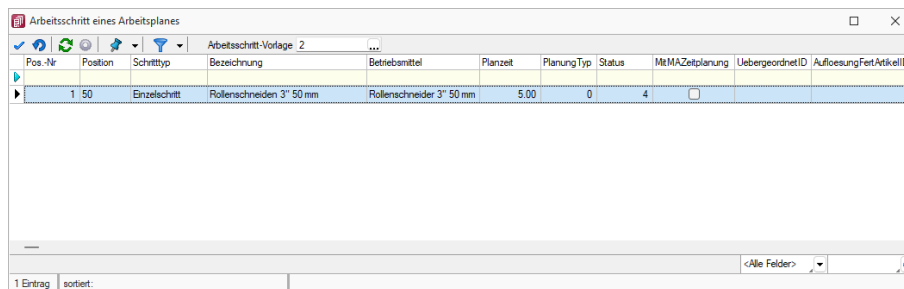 Arbeitsschritt eines Arbeitsplanes
Arbeitsschritt-Vorlage 2 ...
Pos.-Nr Position Schritttyp Bezeichnung Betriebsmittel Planzeit PlanungTyp Status MitMAZeitplanung UebergeordnetID AufloesungFertArtikelI
1 50 Einzelschritt Rollenschneiden 3" 50 mm Rollenschneider 3" 50 mm 5.00 0 4
<Alle Felder>
1 Eintrag sortiert: